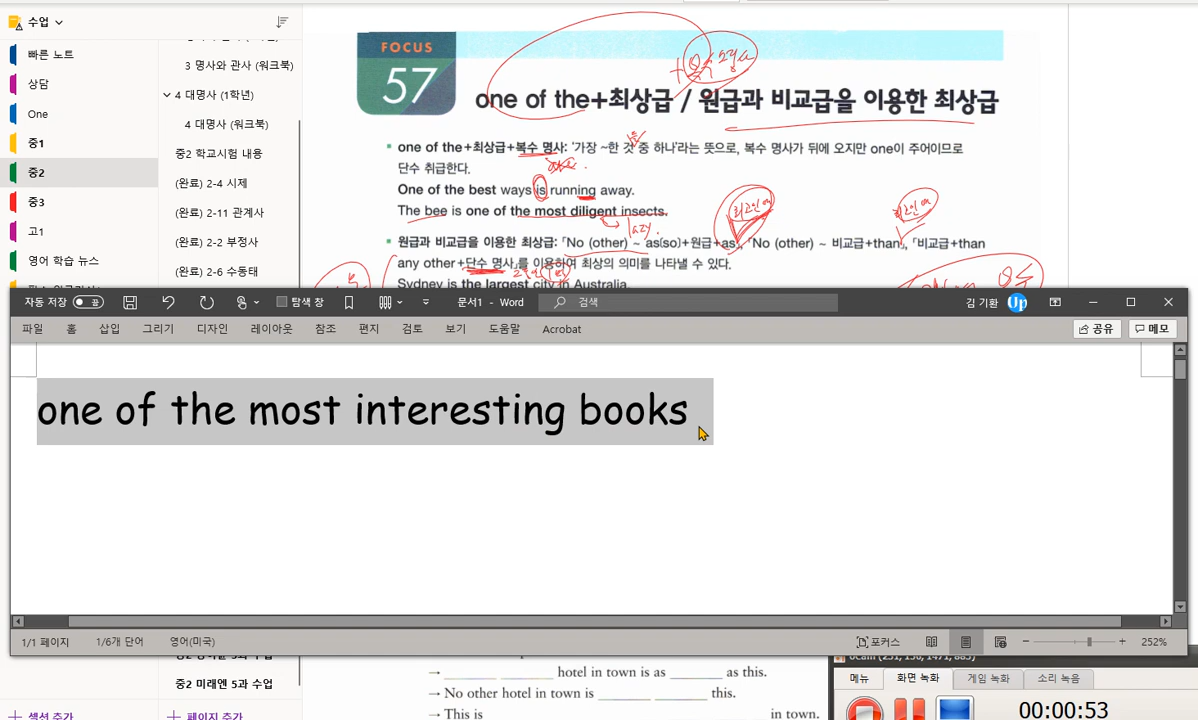 수업
빠른 노트
상담
One
중1
중2
중3
고1
영어 학습 뉴스
3 명사와 관사 (워크북)
4 대명사 (1학년)
4 대명사 (워크북)
중2 학교시험 내용
(완료) 2-4 시제
(완료) 2-11 관계사
(완료) 2-2 부정사
(완료) 2-6 수동태
FOCUS
57
one of the+최상급 / 원급과 비교급을 이용한 최상급
one of the+최상급+복수 명사: '가장 ~한 것 중 하나'라는 뜻으로, 복수 명사가 뒤에 오지만 one이 주어이므로
단수 취급한다.
One of the best ways is running away.
The bee is one of the most diligent insects.
lazy
원급과 비교급을 이용한 최상급: 「No (other) ~ as(so)+원급+as」, 「No (other) ~ 비교급+than」, 「비교급+than
any other+단수 명사」를 이용하여 최상의 의미를 나타낼 수 있다.
Sydney is the largest city in Australia.
자동 저장
끔
탐색 창
문서1 - Word
검색
김 기환
Up
파일 홈 삽입 그리기 디자인 레이아웃 참조 편지 검토 보기 도움말 Acrobat
공유
메모
one of the most interesting books
1/1 페이지
1/6개 단어
영어(미국)
포커스
252%
중2 미래엔 5과 수업
섹션 추가
페이지 추가
→ hotel in town is as as this.
→ No other hotel in town is this.
→ This is in town.
메뉴
화면 녹화
게임 녹화
소리 녹음
00:00:53